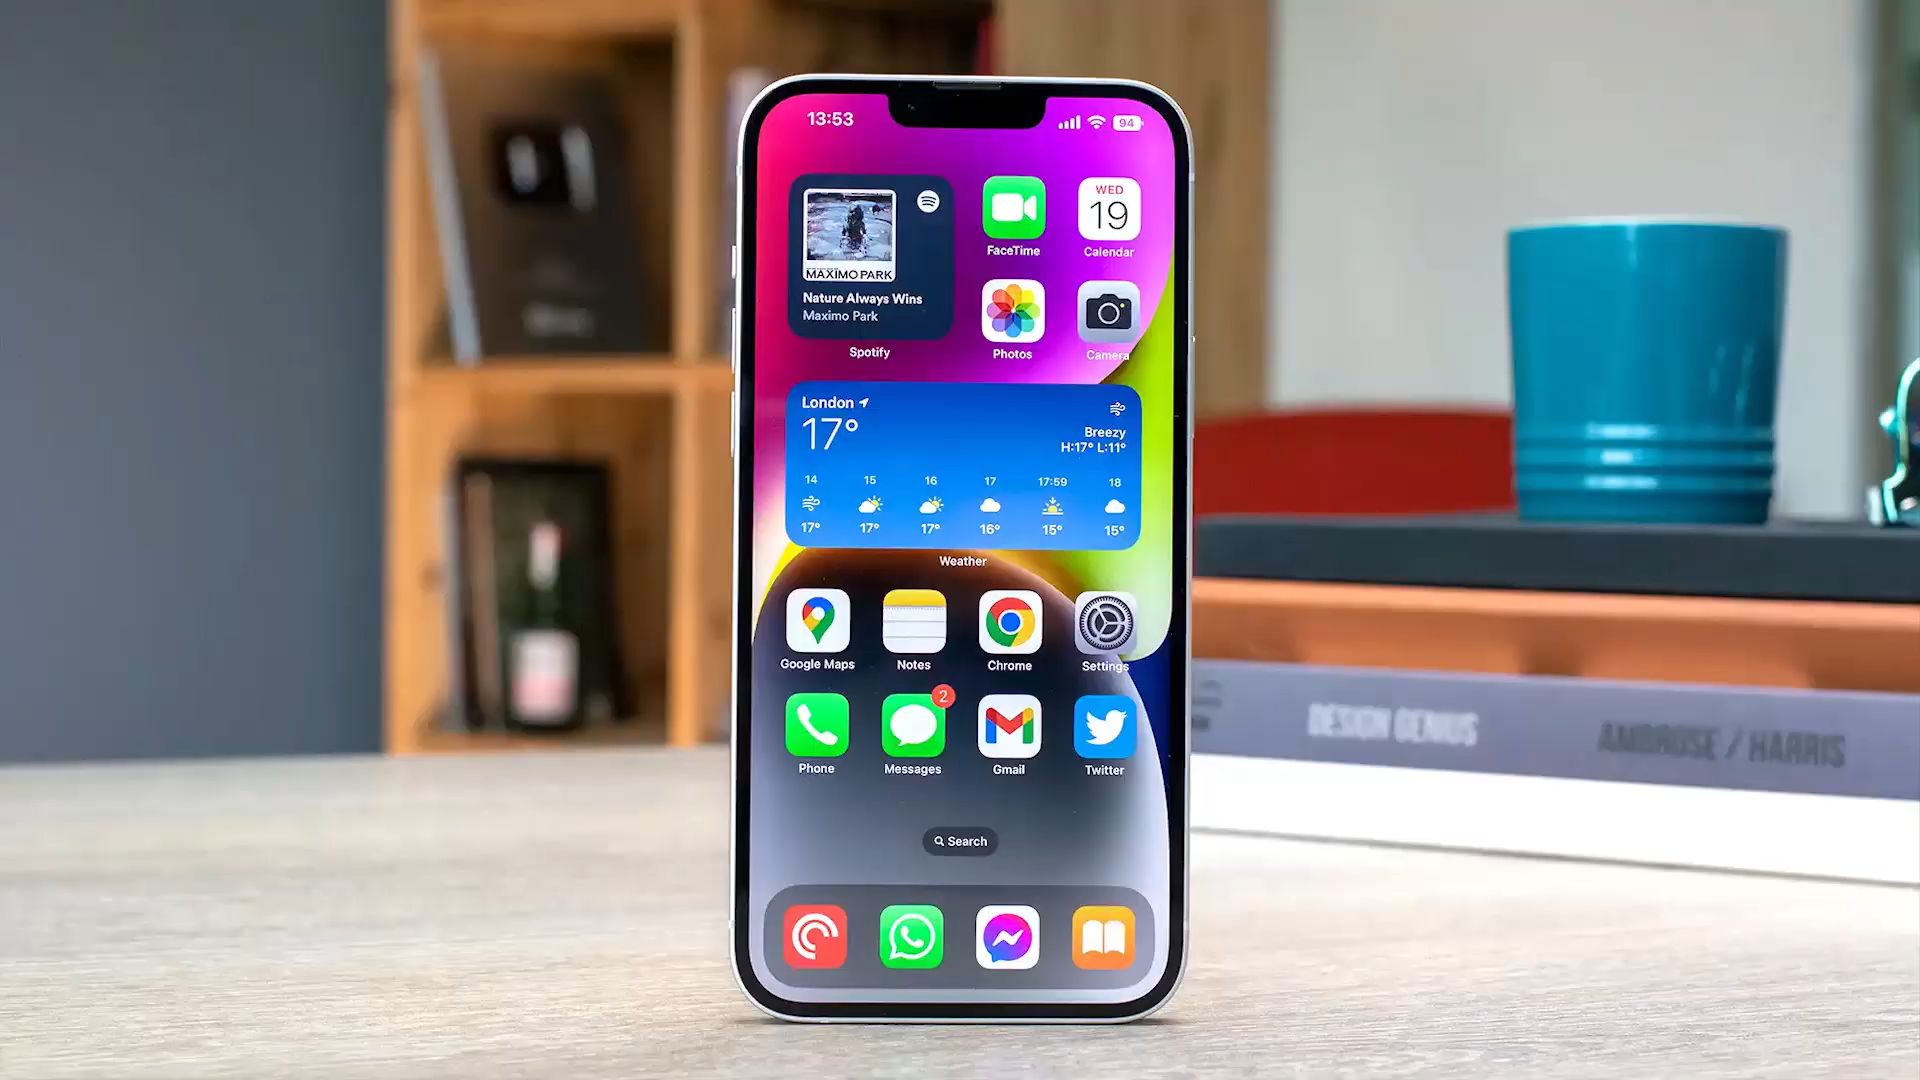 13:53
94
MAXÏMO PARK
Nature Always Wins
Maxïmo Park
Spotify
FaceTime
WED
19
Calendar
Photos
Camera
London
17°
Breezy
H:17° L:11°
14 15 16 17 17:59 18
17° 17° 17° 16° 15° 15°
Weather
Google Maps Notes Chrome Settings
2
Phone Messages Gmail Twitter
Search
DESIGN GENIUS
AMBROSE / HARRIS